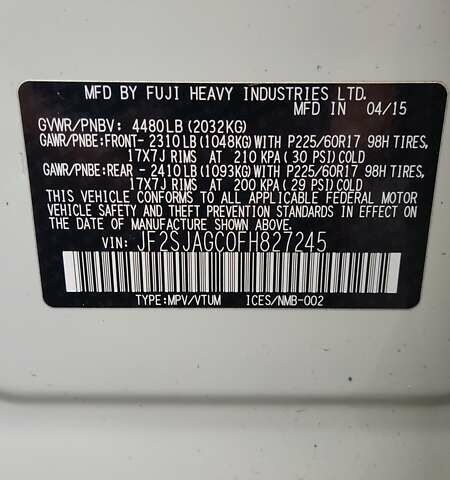 MFD BY FUJI HEAVY INDUSTRIES LTD.
MFD IN 04/15
GVWR/PNBV: 4480LB(2032KG)
GAWR/PNBE:FRONT- 2310LB(1048KG)WITH P225/60R17 98H TIRES,
17X7J RIMS AT 210 KPA(30 PSI)COLD
GAWR/PNBE:REAR - 2410LB(1093KG)WITH P225/60R17 98H TIRES,
17X7J RIMS AT 200 KPA(29 PSI)COLD
THIS VEHICLE CONFORMS TO ALL APPLICABLE FEDERAL MOTOR
VEHICLE SAFETY AND THEFT PREVENTION STANDARDS IN EFFECT ON
THE DATE OF MANUFACTURE SHOWN ABOVE.
VIN: JF2SJAGC0FH827245
TYPE:MPV/VTUM ICES/NMB-002